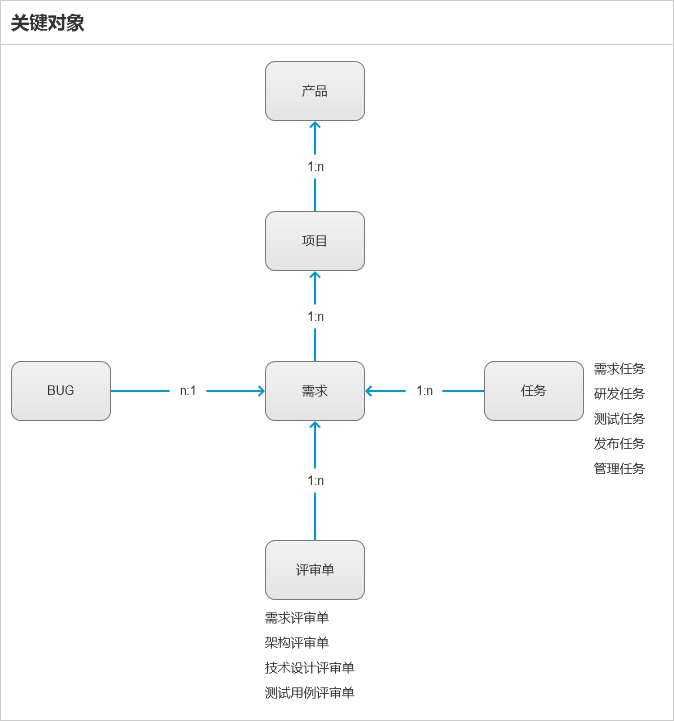 关键对象
产品
1:n
项目
1:n
BUG
n:1
需求
1:n
任务
需求任务
研发任务
测试任务
发布任务
管理任务
1:n
评审单
需求评审单
架构评审单
技术设计评审单
测试用例评审单